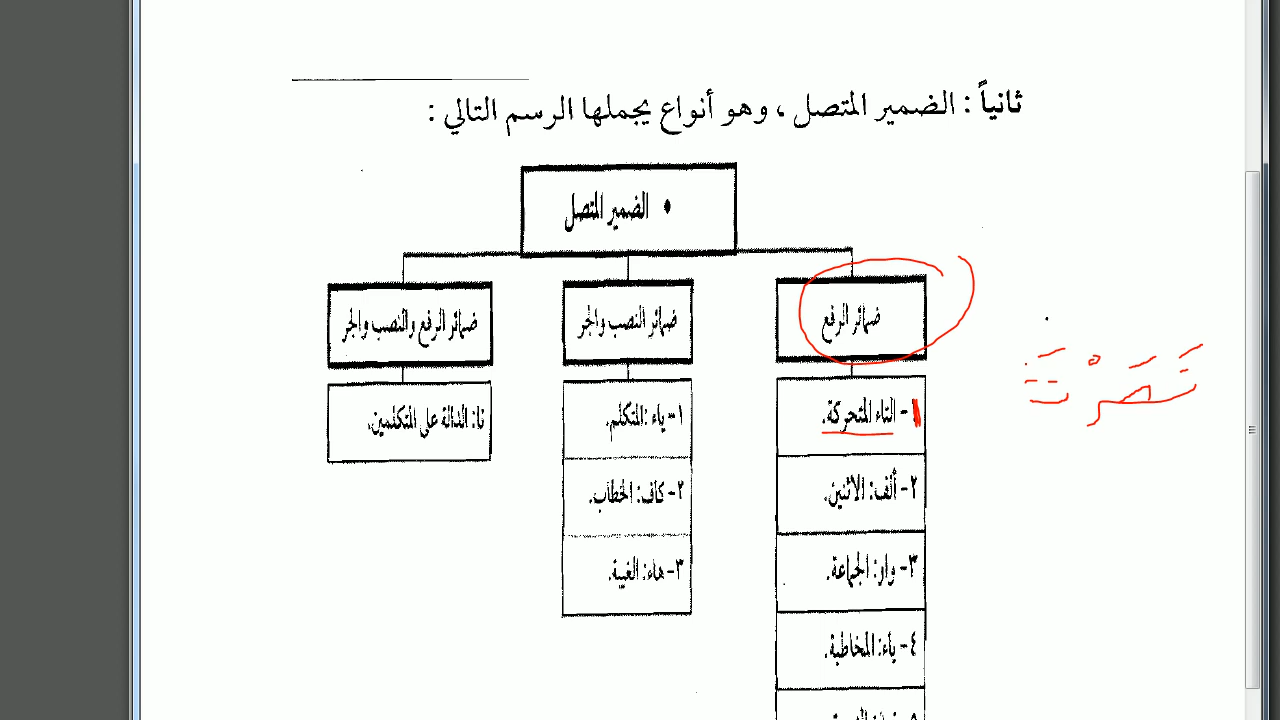 ثانياً : الضمير المتصل ، وهو أنواع يجملها الرسم التالي :
♦ الضمير المتصل
ضمائر الرفع
ضمائر النصب والجر
ضمائر الرفع والنصب والجر
١- التاء المتحركة.
١- ياء :المتكلم.
نا: الدالة على المتكلمين.
نَصَرْتَ
٢- ألف: الاثنين.
٢- كاف: الخطاب.
٣- واو: الجماعة.
٣- هاء: الغيبة.
٤- ياء: المخاطبة.